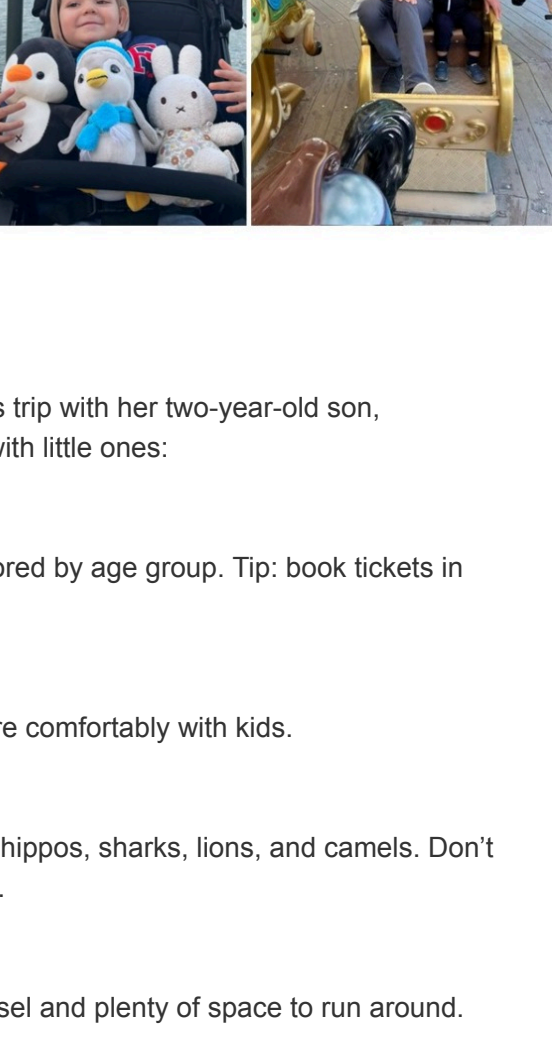 s trip with her two-year-old son,
with little ones:
ored by age group. Tip: book tickets in
re comfortably with kids.
hippos, sharks, lions, and camels. Don’t
.
sel and plenty of space to run around.